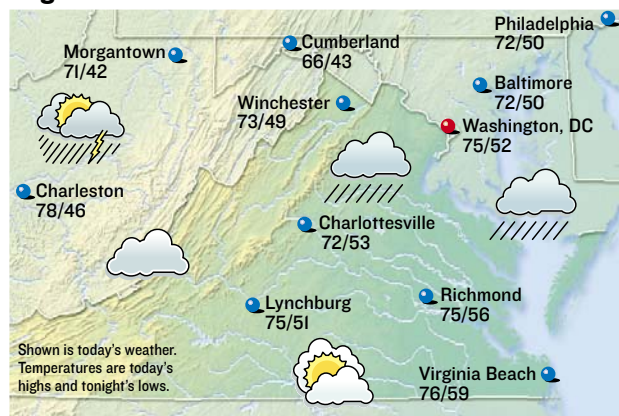 Philadelphia
72/50
Morgantown
71/42
Cumberland
66/43
Baltimore
72/50
Winchester
73/49
Washington, DC
75/52
Charleston
78/46
Charlottesville
72/53
Lynchburg
75/51
Richmond
75/56
Shown is today's weather.
Temperatures are today's
highs and tonight's lows.
Virginia Beach
76/59